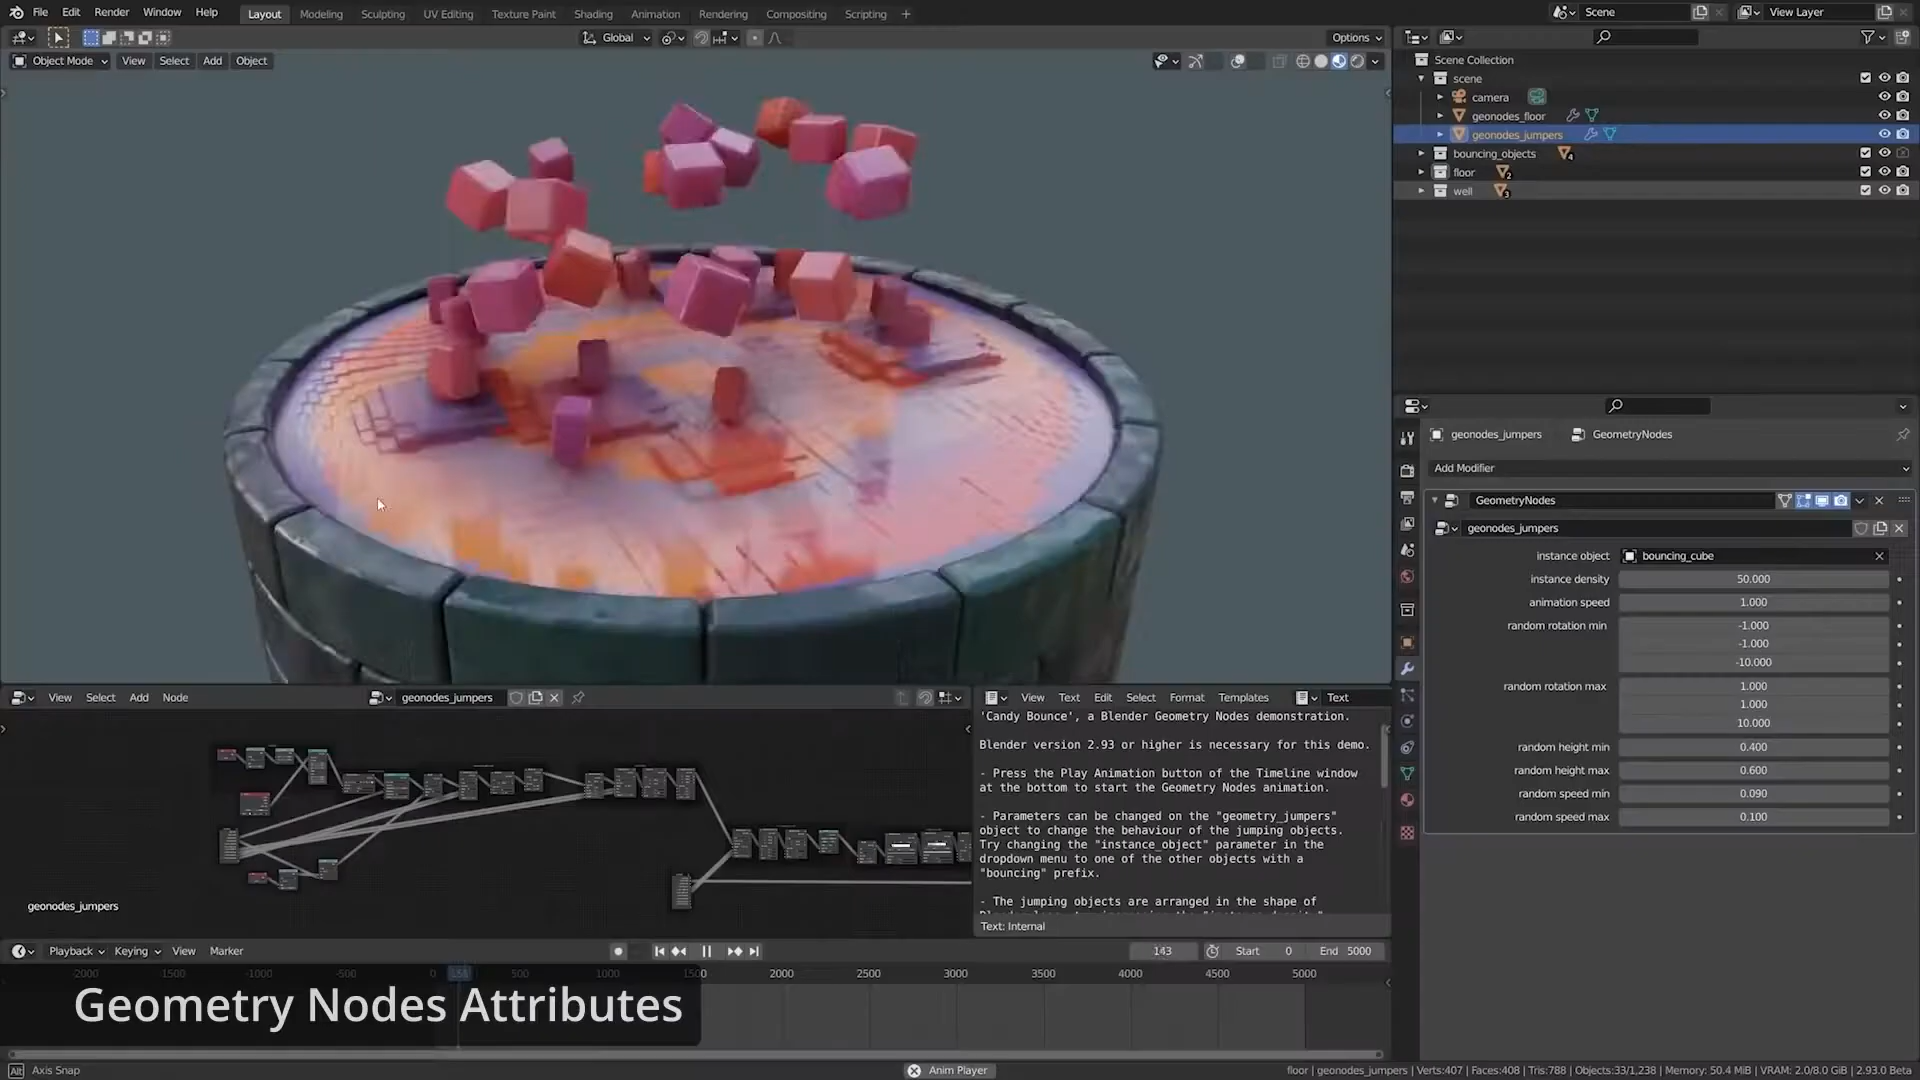 File Edit Render Window Help Layout Modeling Sculpting UV Editing Texture Paint Shading Animation Rendering Compositing Scripting + Scene View Layer
Global Options
Object Mode View Select Add Object
Scene Collection
scene
camera
geonodes_floor
geonodes_jumpers
bouncing_objects 4
floor 2
well 3
geonodes_jumpers GeometryNodes
Add Modifier
GeometryNodes
geonodes_jumpers
instance object bouncing_cube
instance density 50.000
animation speed 1.000
random rotation min -1.000
-1.000
-10.000
random rotation max 1.000
1.000
10.000
random height min 0.400
random height max 0.600
random speed min 0.090
random speed max 0.100
View Select Add Node geonodes_jumpers
geonodes_jumpers
View Text Edit Select Format Templates Text
'Candy Bounce', a Blender Geometry Nodes demonstration.
Blender version 2.93 or higher is necessary for this demo.
- Press the Play Animation button of the Timeline window
at the bottom to start the Geometry Nodes animation.
- Parameters can be changed on the "geometry_jumpers"
object to change the behaviour of the jumping objects.
Try changing the "instance_object" parameter in the
dropdown menu to one of the other objects with a
"bouncing" prefix.
- The jumping objects are arranged in the shape of
Text: Internal
Playback Keying View Marker 143 Start 0 End 5000
-2000 -1500 -1000 -500 0 500 1000 1500 2000 2500 3000 3500 4000 4500 5000
Geometry Nodes Attributes
Alt Axis Snap Anim Player floor | geonodes_jumpers | Verts:407 | Faces:408 | Tris:788 | Objects:33/1,238 | Memory: 50.4 MiB | VRAM: 2.0/8.0 GiB | 2.93.0 Beta